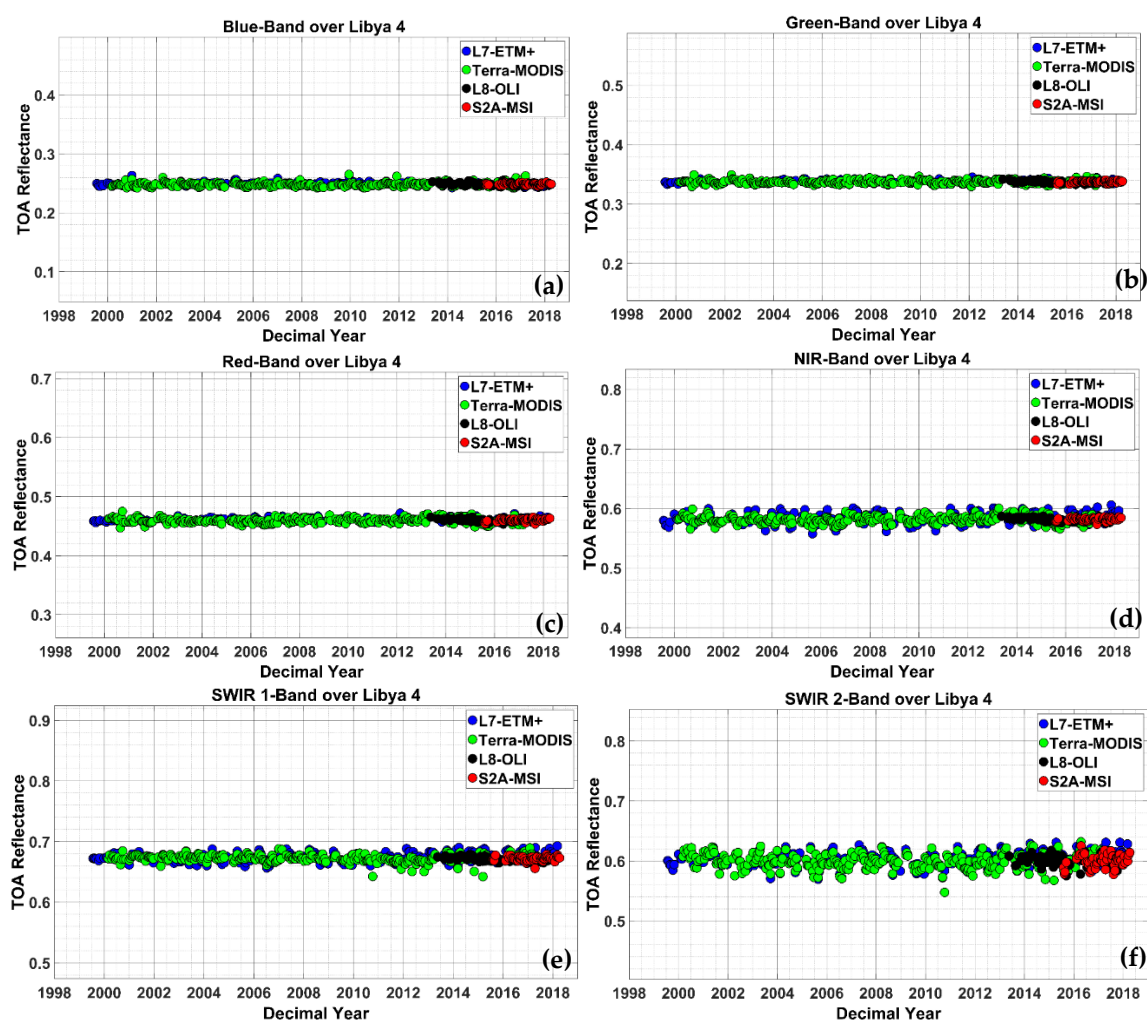 Blue-Band over Libya 4
L7-ETM+
Terra-MODIS
L8-OLI
S2A-MSI
TOA Reflectance
0.4
0.3
0.2
0.1
(a)
1998 2000 2002 2004 2006 2008 2010 2012 2014 2016 2018
Decimal Year
Green-Band over Libya 4
L7-ETM+
Terra-MODIS
L8-OLI
S2A-MSI
TOA Reflectance
0.5
0.4
0.3
0.2
(b)
1998 2000 2002 2004 2006 2008 2010 2012 2014 2016 2018
Decimal Year
Red-Band over Libya 4
L7-ETM+
Terra-MODIS
L8-OLI
S2A-MSI
TOA Reflectance
0.7
0.6
0.5
0.4
0.3
(c)
1998 2000 2002 2004 2006 2008 2010 2012 2014 2016 2018
Decimal Year
NIR-Band over Libya 4
L7-ETM+
Terra-MODIS
L8-OLI
S2A-MSI
TOA Reflectance
0.8
0.7
0.6
0.5
0.4
(d)
1998 2000 2002 2004 2006 2008 2010 2012 2014 2016 2018
Decimal Year
SWIR 1-Band over Libya 4
L7-ETM+
Terra-MODIS
L8-OLI
S2A-MSI
TOA Reflectance
0.9
0.8
0.7
0.6
0.5
(e)
1998 2000 2002 2004 2006 2008 2010 2012 2014 2016 2018
Decimal Year
SWIR 2-Band over Libya 4
L7-ETM+
Terra-MODIS
L8-OLI
S2A-MSI
TOA Reflectance
0.8
0.7
0.6
0.5
(f)
1998 2000 2002 2004 2006 2008 2010 2012 2014 2016 2018
Decimal Year